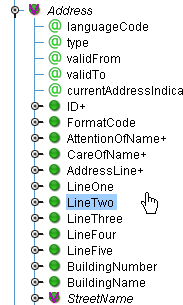 Address
languageCode
type
validFrom
validTo
currentAddressIndica
ID+
FormatCode
AttentionOfName+
CareOfName+
AddressLine+
LineOne
LineTwo
LineThree
LineFour
LineFive
BuildingNumber
BuildingName
StreetName